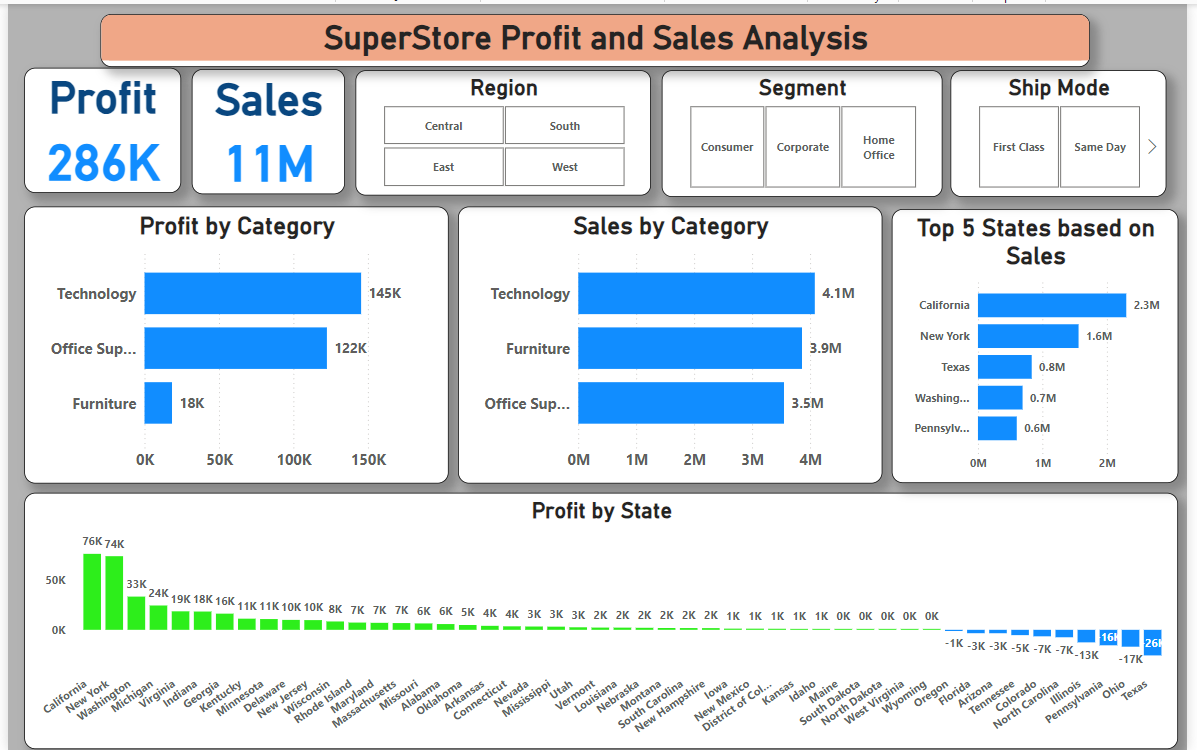 SuperStore Profit and Sales Analysis
Profit
286K
Sales
11M
Region
Central
South
East
West
Segment
Consumer
Corporate
Home
Office
Ship Mode
First Class
Same Day
Profit by Category
Technology
145K
Office Sup...
122K
Furniture
18K
0K 50K 100K 150K
Sales by Category
Technology
4.1M
Furniture
3.9M
Office Sup...
3.5M
0M 1M 2M 3M 4M
Top 5 States based on
Sales
California
2.3M
New York
1.6M
Texas
0.8M
Washing...
0.7M
Pennsylv...
0.6M
0M 1M 2M
Profit by State
50K
0K
76K 74K 33K 24K 19K 18K 16K 11K 11K 10K 10K 8K 7K 7K 7K 6K 6K 5K 4K 4K 3K 3K 3K 2K 2K 2K 2K 2K 2K 1K 1K 1K 1K 1K 0K 0K 0K 0K 0K -1K -3K -3K -5K -7K -7K -13K 16K -17K 26K
California
New York
Washington
Michigan
Virginia
Indiana
Georgia
Kentucky
Minnesota
Delaware
New Jersey
Wisconsin
Rhode Island
Maryland
Massachusetts
Missouri
Alabama
Oklahoma
Arkansas
Connecticut
Nevada
Mississippi
Utah
Vermont
Louisiana
Nebraska
Montana
South Carolina
New Hampshire
Iowa
New Mexico
District of Col...
Kansas
Idaho
Maine
South Dakota
North Dakota
West Virginia
Wyoming
Oregon
Florida
Arizona
Tennessee
Colorado
North Carolina
Illinois
Pennsylvania
Ohio
Texas